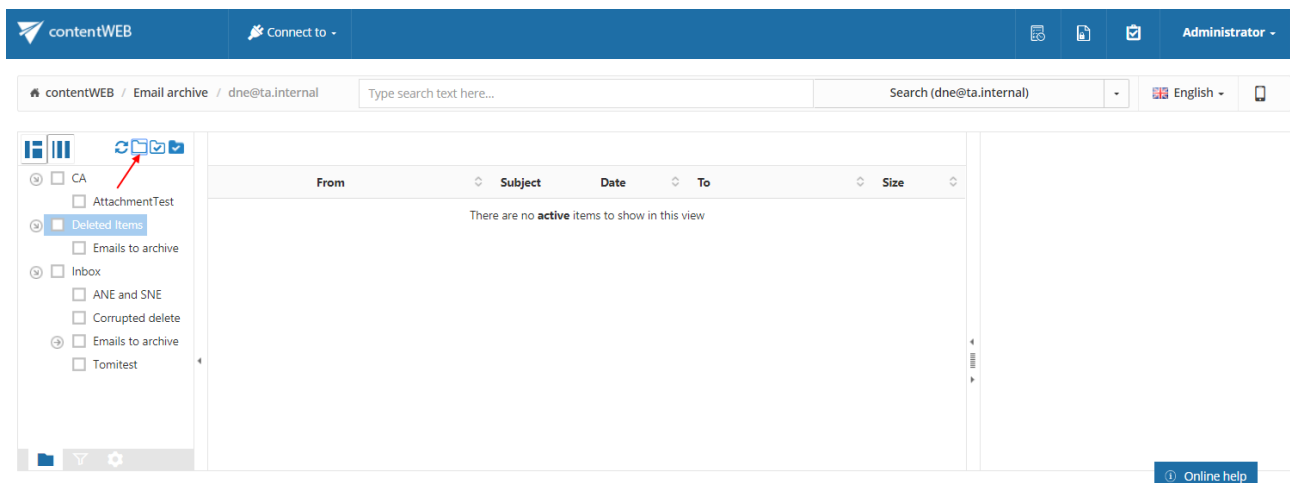 contentWEB Connect to Administrator
contentWEB / Email archive / dne@ta.internal Type search text here... Search (dne@ta.internal) English
From Subject Date To Size
There are no active items to show in this view
CA
AttachmentTest
Deleted Items
Emails to archive
Inbox
ANE and SNE
Corrupted delete
Emails to archive
Tomitest
Online help